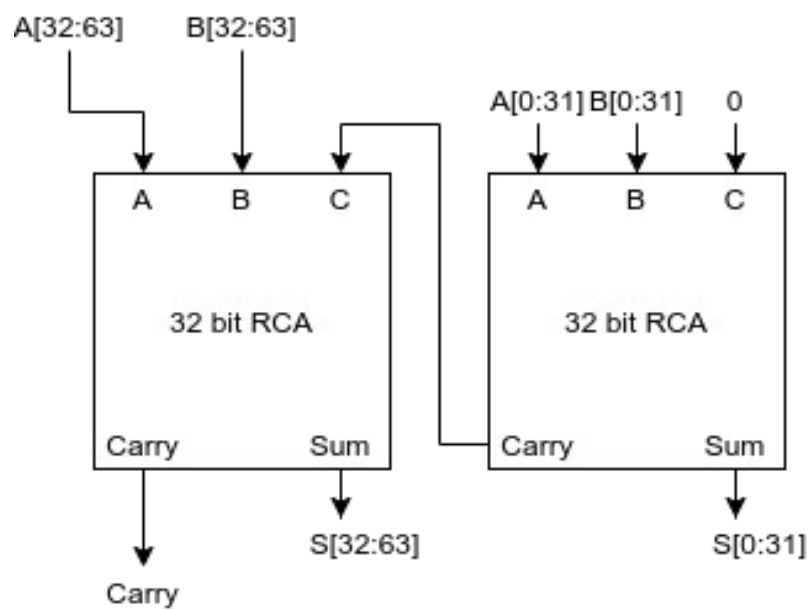 A[32:63] B[32:63]
A[0:31] B[0:31] 0
A B C
A B C
32 bit RCA
32 bit RCA
Carry Sum
Carry Sum
S[32:63]
S[0:31]
Carry